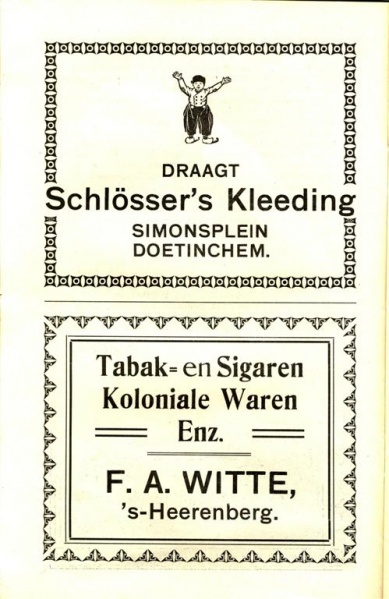 DRAAGT
Schlösser's Kleeding
SIMONSPLEIN
DOETINCHEM.
Tabak= en Sigaren
Koloniale Waren
Enz.
F. A. WITTE,
's-Heerenberg.